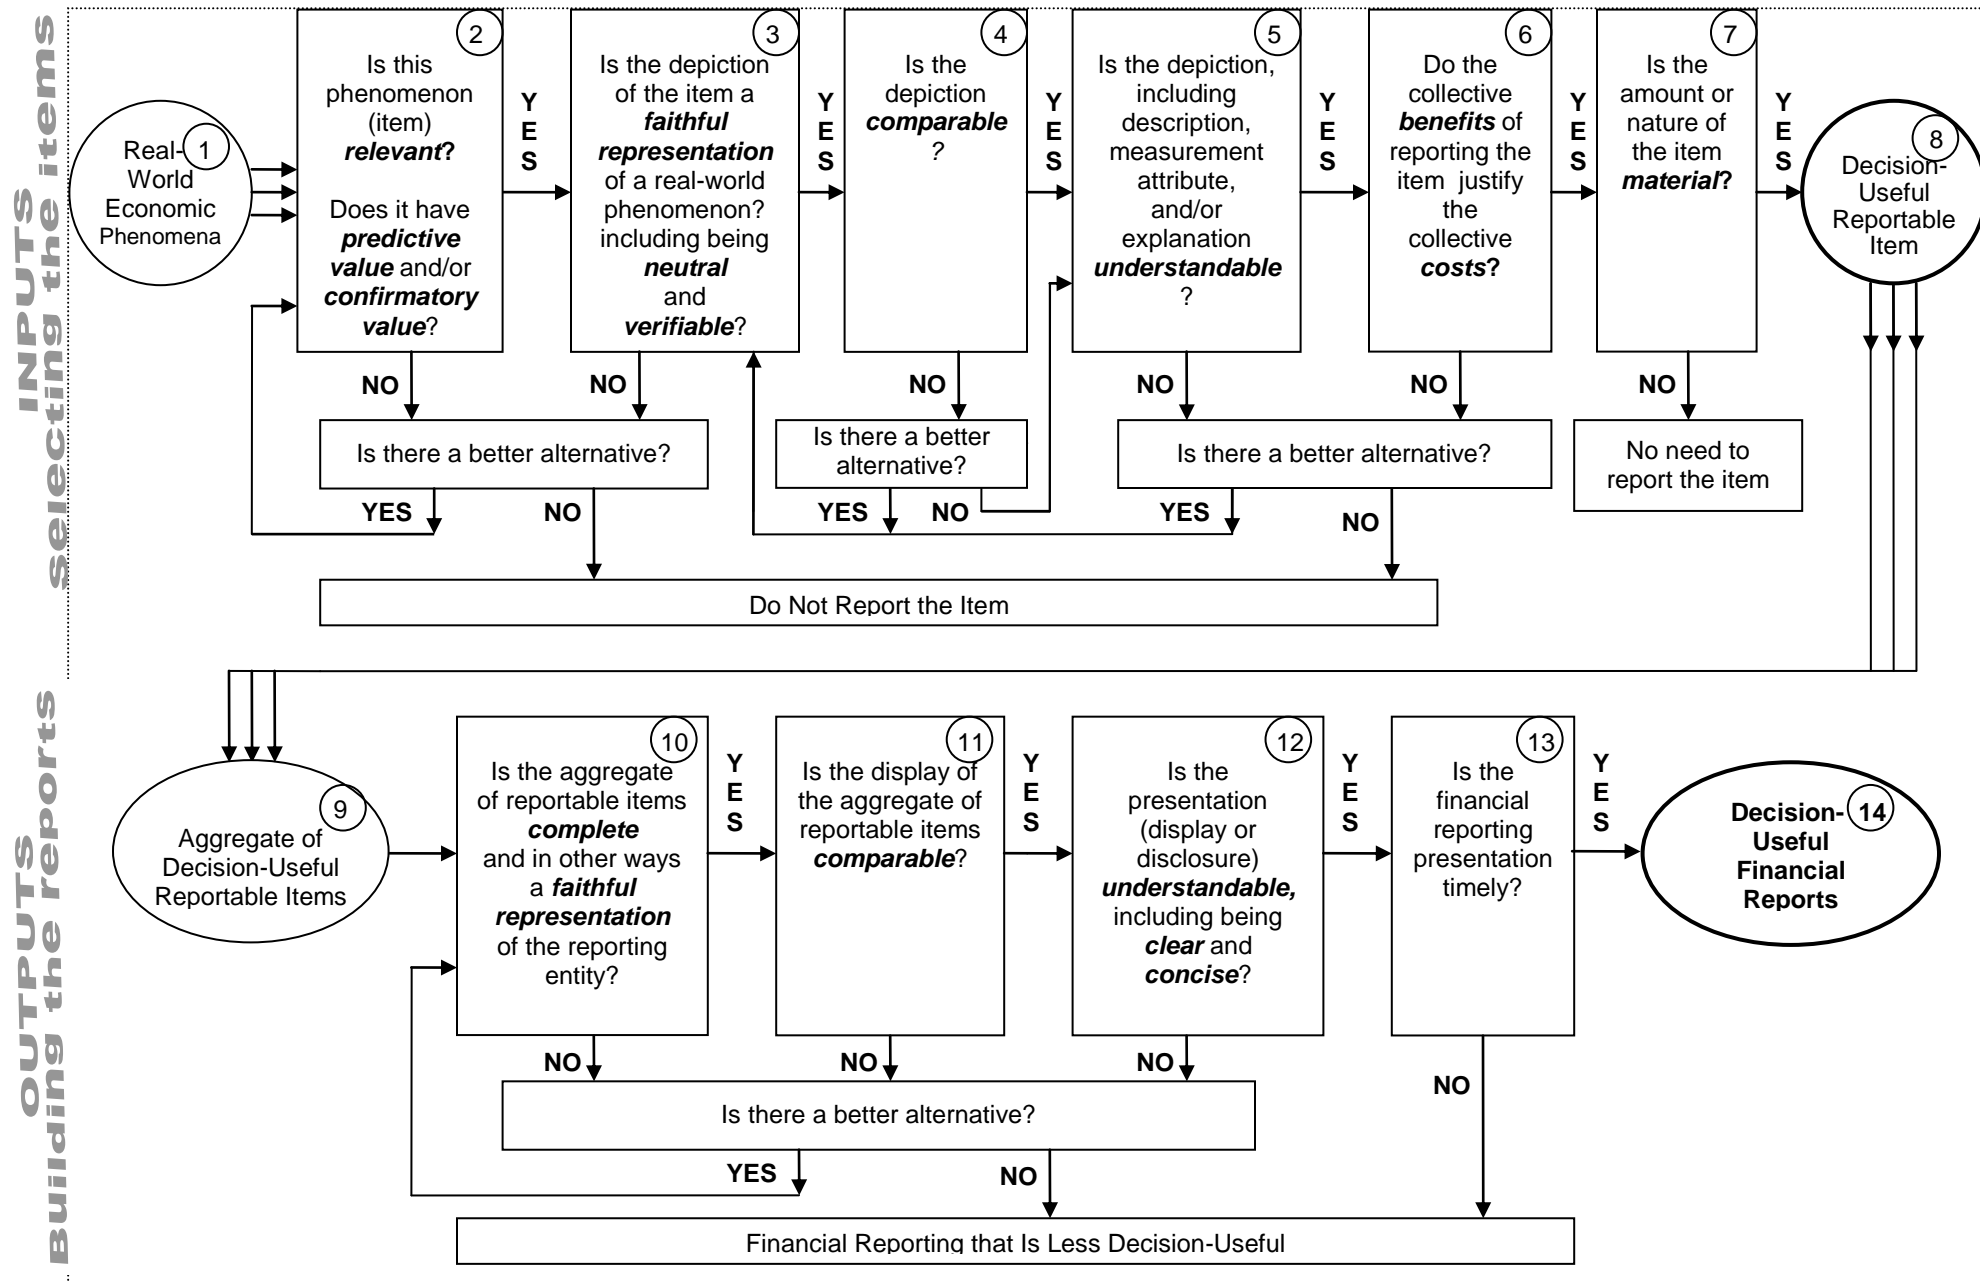 INPUTS
Selecting the items
1
Real-
World
Economic
Phenomena
2
Is this
phenomenon
(item)
relevant?
Does it have
predictive
value and/or
confirmatory
value?
YES
3
Is the depiction
of the item a
faithful
representation
of a real-world
phenomenon?
including being
neutral
and
verifiable?
YES
4
Is the
depiction
comparable
?
YES
5
Is the depiction,
including
description,
measurement
attribute,
and/or
explanation
understandable
?
YES
6
Do the
collective
benefits of
reporting the
item justify
the
collective
costs?
YES
7
Is the
amount or
nature of
the item
material?
YES
8
Decision-
Useful
Reportable
Item
NO
NO
NO
NO
NO
NO
Is there a better alternative?
Is there a better
alternative?
Is there a better alternative?
No need to
report the item
YES
NO
YES
NO
YES
NO
Do Not Report the Item
OUTPUTS
Building the reports
9
Aggregate of
Decision-Useful
Reportable Items
10
Is the aggregate
of reportable items
complete
and in other ways
a faithful
representation
of the reporting
entity?
YES
11
Is the display of
the aggregate of
reportable items
comparable?
YES
12
Is the
presentation
(display or
disclosure)
understandable,
including being
clear and
concise?
YES
13
Is the
financial
reporting
presentation
timely?
YES
14
Decision-
Useful
Financial
Reports
NO
NO
NO
NO
Is there a better alternative?
YES
NO
Financial Reporting that Is Less Decision-Useful